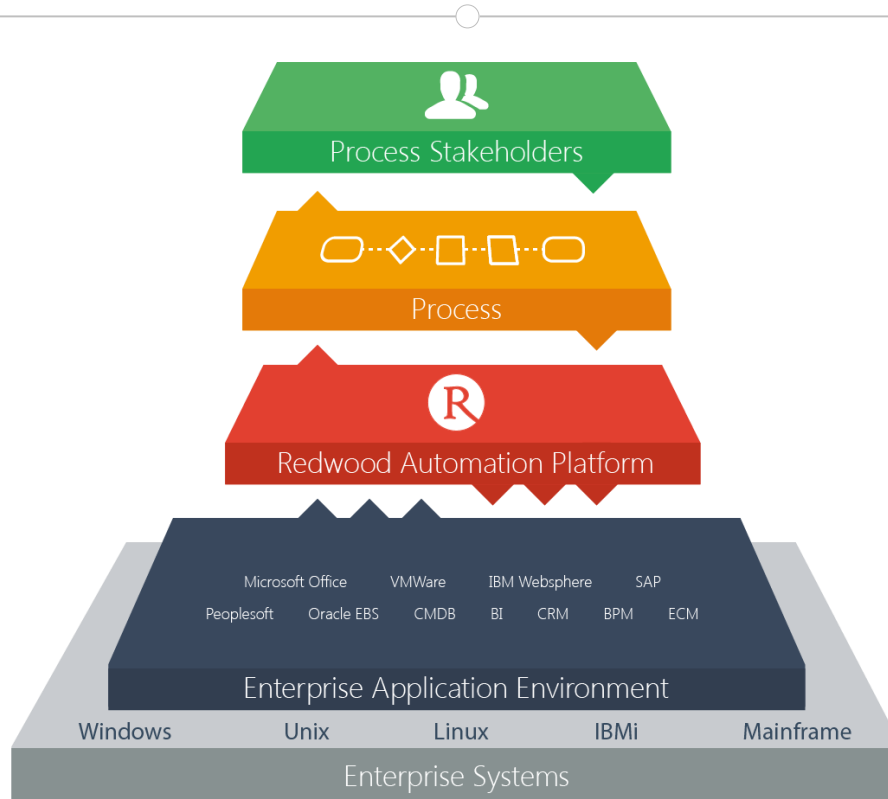 Process Stakeholders
Process
R
Redwood Automation Platform
Microsoft Office VMWare IBM Websphere SAP
Peoplesoft Oracle EBS CMDB BI CRM BPM ECM
Enterprise Application Environment
Windows Unix Linux IBMi Mainframe
Enterprise Systems